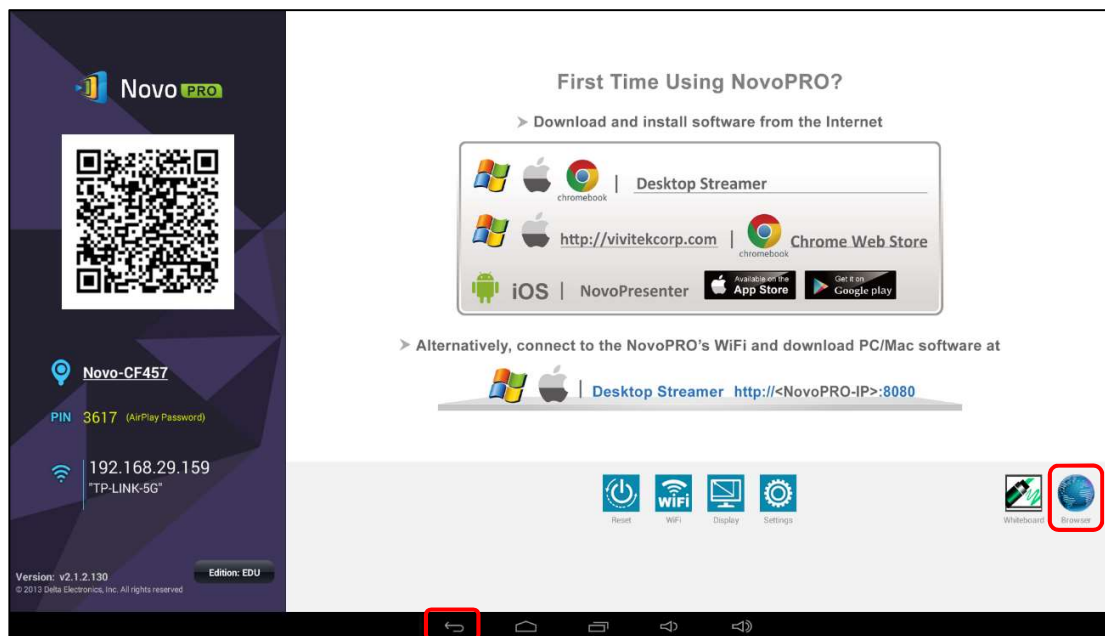 Novo PRO
Novo-CF457
PIN 3617 (AirPlay Password)
192.168.29.159
"TP-LINK-5G"
Version: v2.1.2.130
© 2013 Delta Electronics, Inc. All rights reserved
Edition: EDU
First Time Using NovoPRO?
➢ Download and install software from the Internet
chromebook
| Desktop Streamer
http://vivitekcorp.com | chromebook Chrome Web Store
iOS | NovoPresenter
Available on the
App Store
Get it on
Google play
➢ Alternatively, connect to the NovoPRO's WiFi and download PC/Mac software at
| Desktop Streamer http://<NovoPRO-IP>:8080
WiFi
Reset WiFi Display Settings
Whiteboard Browser